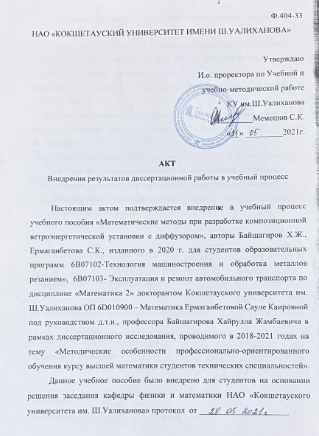 Ф.404-33
НАО «КОКШЕТАУСКИЙ УНИВЕРСИТЕТ ИМЕНИ Ш.УАЛИХАНОВА»
Утверждаю
И.о. проректора по Учебной и
учебно-методической работе
КУ им.Ш.Уалиханова
Мемешов С.К.
05 2021г.
АКТ
Внедрения результатов диссертационной работы в учебный процесс
Настоящим актом подтверждается внедрение в учебный процесс
учебного пособия «Математические методы при разработке композиционной
ветроэнергетической установки с диффузором», авторы Байшагиров Х.Ж.,
Ермаганбетова С.К., изданного в 2020 г. для студентов образовательных
программ 6В07102-Технология машиностроения и обработка металлов
резанием», 6В07103- Эксплуатация и ремонт автомобильного транспорта по
дисциплине «Математика 2» докторантом Кокшетауского университета им.
Ш.Уалиханова ОП 6D010900 – Математика Ермаганбетовой Сауле Каировной
под руководством д.т.н., профессора Байшагирова Хайруллa Жамбаевича в
рамках диссертационного исследования, проводимого в 2018-2021 годах на
тему «Методические особенности профессионально-ориентированного
обучения курсу высшей математики студентов технических специальностей».
Данное учебное пособие было внедрено для студентов на основании
решения заседания кафедры физики и математики НАО «Кокшетауского
университета им. Ш.Уалиханова» протокол от 28 05 2021г.